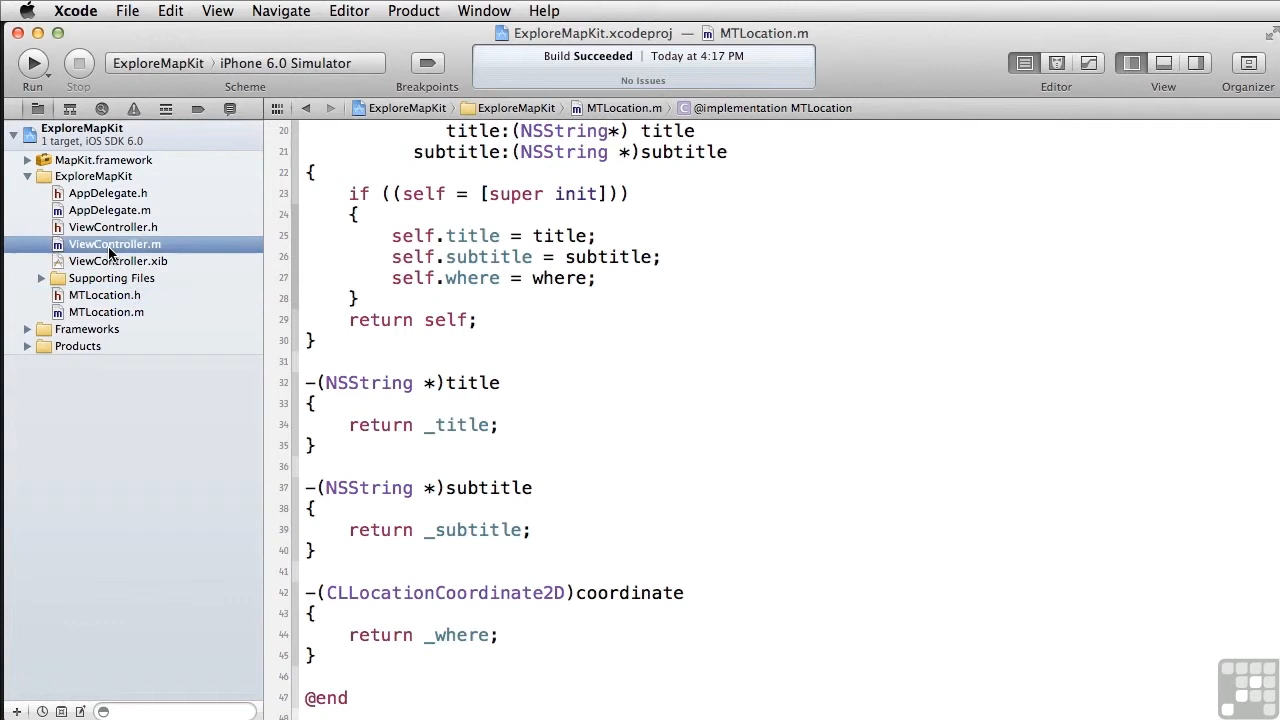 Xcode File Edit View Navigate Editor Product Window Help
ExploreMapKit.xcodeproj — MTLocation.m
ExploreMapKit › iPhone 6.0 Simulator
Build Succeeded | Today at 4:17 PM
No Issues
Run Stop Scheme Breakpoints Editor View Organizer
ExploreMapKit › ExploreMapKit › MTLocation.m › @implementation MTLocation
ExploreMapKit
1 target, iOS SDK 6.0
MapKit.framework
ExploreMapKit
AppDelegate.h
AppDelegate.m
ViewController.h
ViewController.m
ViewController.xib
Supporting Files
MTLocation.h
MTLocation.m
Frameworks
Products
20 title:(NSString*) title
21 subtitle:(NSString *)subtitle
22 {
23 if ((self = [super init]))
24 {
25 self.title = title;
26 self.subtitle = subtitle;
27 self.where = where;
28 }
29 return self;
30 }
31
32 -(NSString *)title
33 {
34 return _title;
35 }
36
37 -(NSString *)subtitle
38 {
39 return _subtitle;
40 }
41
42 -(CLLocationCoordinate2D)coordinate
43 {
44 return _where;
45 }
46
47 @end
48